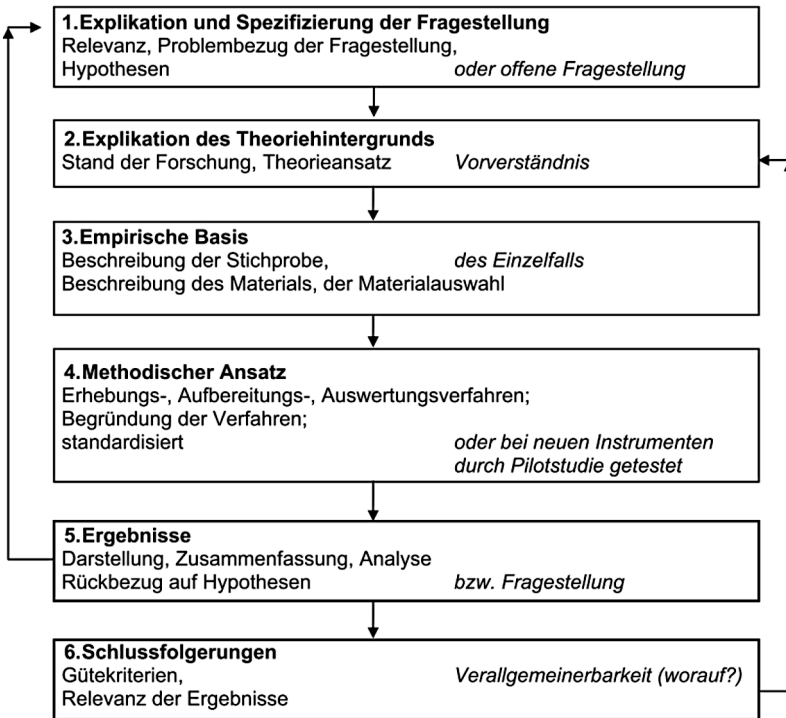 1.Explikation und Spezifizierung der Fragestellung
Relevanz, Problembezug der Fragestellung,
Hypothesen oder offene Fragestellung
2.Explikation des Theoriehintergrunds
Stand der Forschung, Theorieansatz Vorverständnis
3.Empirische Basis
Beschreibung der Stichprobe, des Einzelfalls
Beschreibung des Materials, der Materialauswahl
4.Methodischer Ansatz
Erhebungs-, Aufbereitungs-, Auswertungsverfahren;
Begründung der Verfahren;
standardisiert oder bei neuen Instrumenten
durch Pilotstudie getestet
5.Ergebnisse
Darstellung, Zusammenfassung, Analyse
Rückbezug auf Hypothesen bzw. Fragestellung
6.Schlussfolgerungen
Gütekriterien, Verallgemeinerbarkeit (worauf?)
Relevanz der Ergebnisse